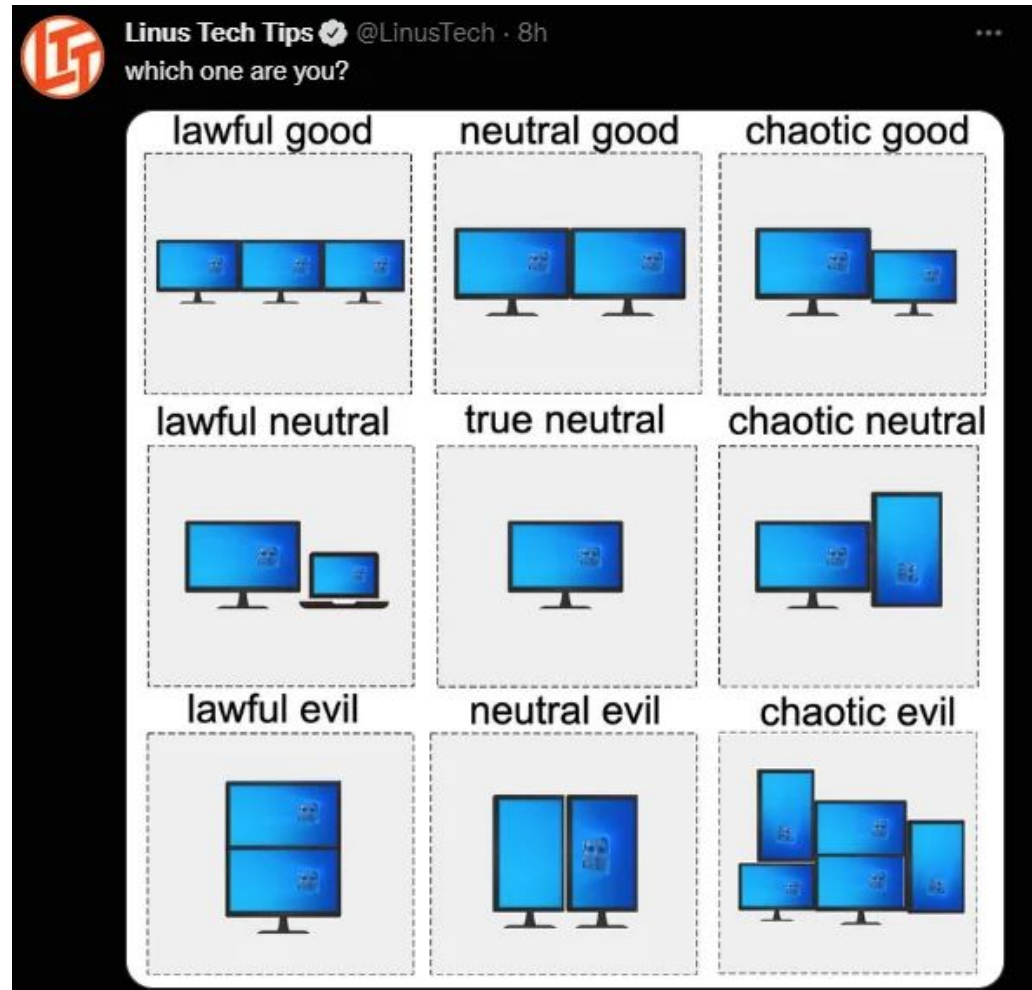 LTT
Linus Tech Tips @LinusTech · 8h
which one are you?
lawful good neutral good chaotic good
lawful neutral true neutral chaotic neutral
lawful evil neutral evil chaotic evil